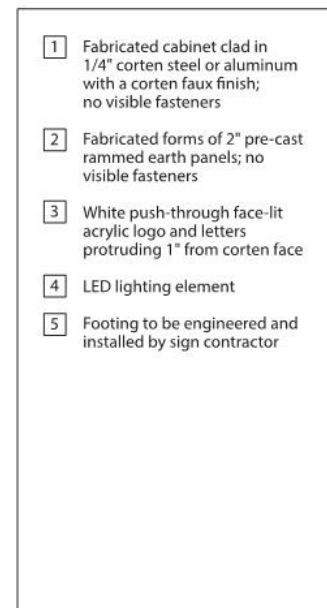 1 Fabricated cabinet clad in
1/4" corten steel or aluminum
with a corten faux finish;
no visible fasteners
2 Fabricated forms of 2" pre-cast
rammed earth panels; no
visible fasteners
3 White push-through face-lit
acrylic logo and letters
protruding 1" from corten face
4 LED lighting element
5 Footing to be engineered and
installed by sign contractor